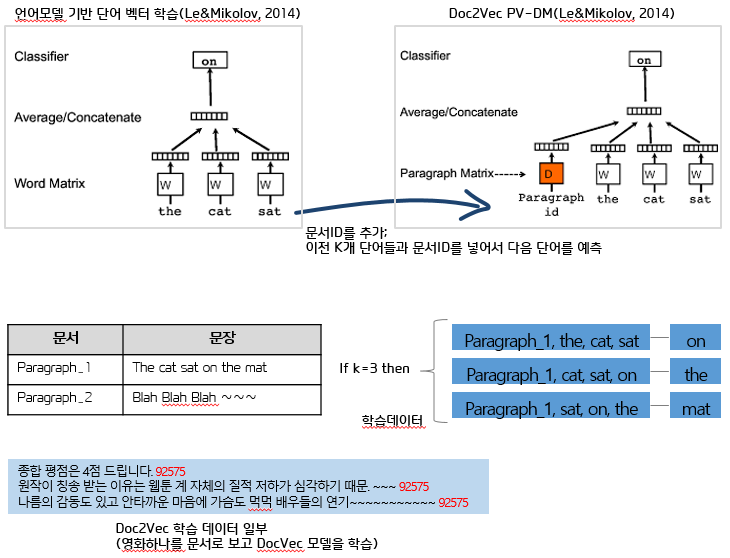 언어모델 기반 단어 벡터 학습(Le&Mikolov, 2014)
Classifier
on
Average/Concatenate
Word Matrix
W W W
the cat sat
Doc2Vec PV-DM(Le&Mikolov, 2014)
Classifier
on
Average/Concatenate
Paragraph Matrix
D W W W
Paragraph id the cat sat
문서ID를 추가;
이전 K개 단어들과 문서ID를 넣어서 다음 단어를 예측
문서 문장
Paragraph_1 The cat sat on the mat
Paragraph_2 Blah Blah Blah ~~~
If k=3 then
학습데이터
Paragraph_1, the, cat, sat on
Paragraph_1, cat, sat, on the
Paragraph_1, sat, on, the mat
종합 평점은 4점 드립니다. 92575
원작이 칭송 받는 이유는 웹툰 계 자체의 질적 저하가 심각하기 때문. ~~~ 92575
나름의 감동도 있고 안타까운 마음에 가슴도 먹먹 배우들의 연기~~~~~~~~~~~ 92575
Doc2Vec 학습 데이터 일부
(영화하나를 문서로 보고 DocVec 모델을 학습)